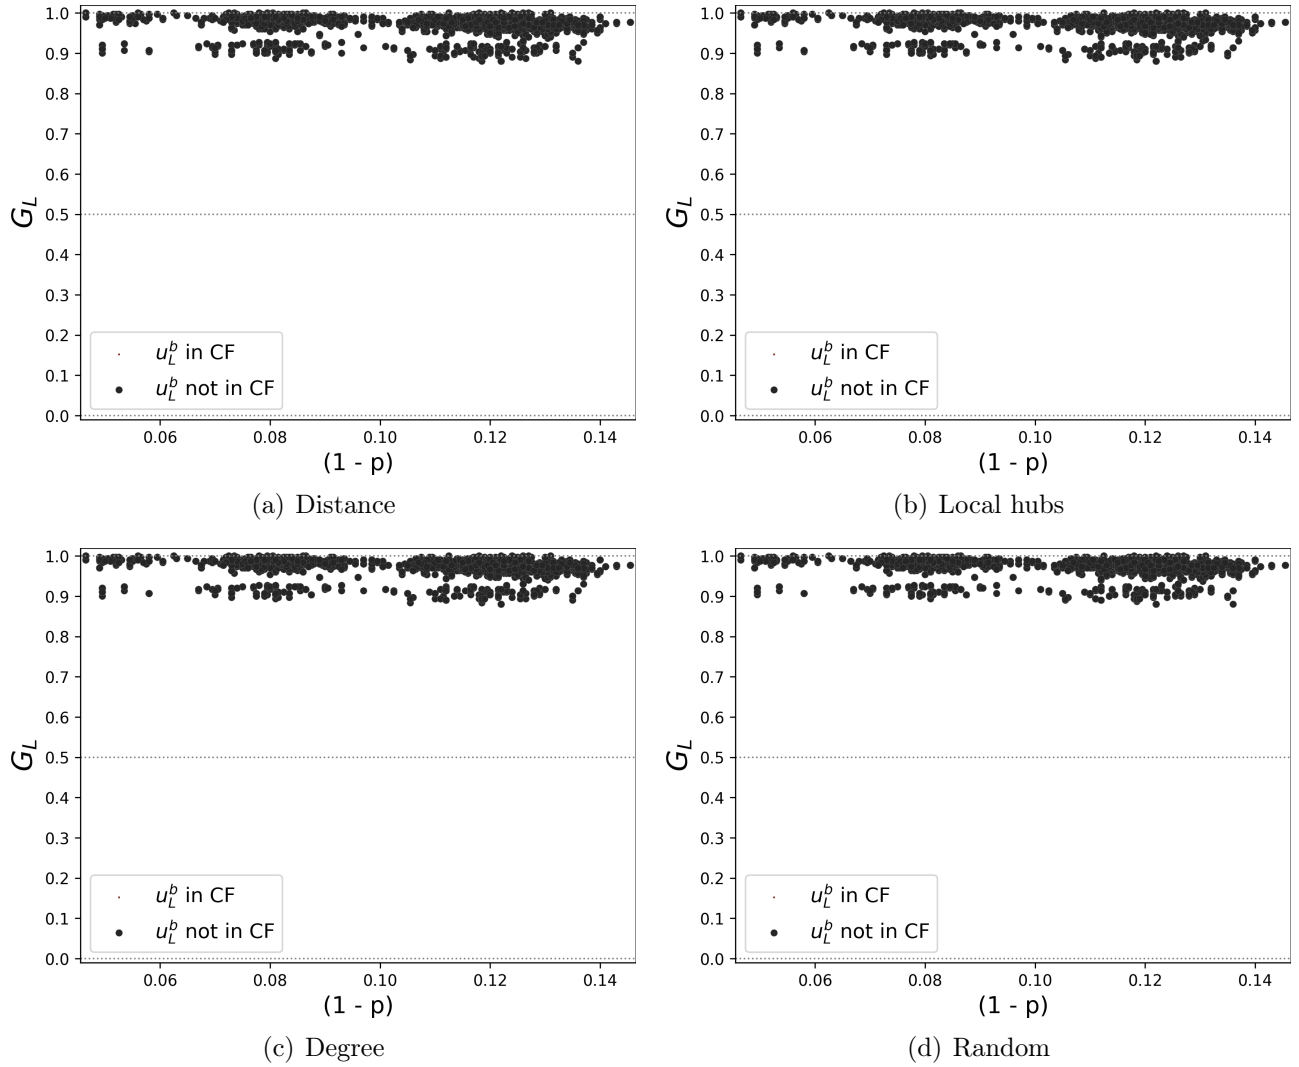 1.0
0.9
0.8
0.7
0.6
0.5
0.4
0.3
0.2
0.1
0.0
G_L
u_L^b in CF
u_L^b not in CF
0.06 0.08 0.10 0.12 0.14
(1 - p)
(a) Distance
1.0
0.9
0.8
0.7
0.6
0.5
0.4
0.3
0.2
0.1
0.0
G_L
u_L^b in CF
u_L^b not in CF
0.06 0.08 0.10 0.12 0.14
(1 - p)
(b) Local hubs
1.0
0.9
0.8
0.7
0.6
0.5
0.4
0.3
0.2
0.1
0.0
G_L
u_L^b in CF
u_L^b not in CF
0.06 0.08 0.10 0.12 0.14
(1 - p)
(c) Degree
1.0
0.9
0.8
0.7
0.6
0.5
0.4
0.3
0.2
0.1
0.0
G_L
u_L^b in CF
u_L^b not in CF
0.06 0.08 0.10 0.12 0.14
(1 - p)
(d) Random